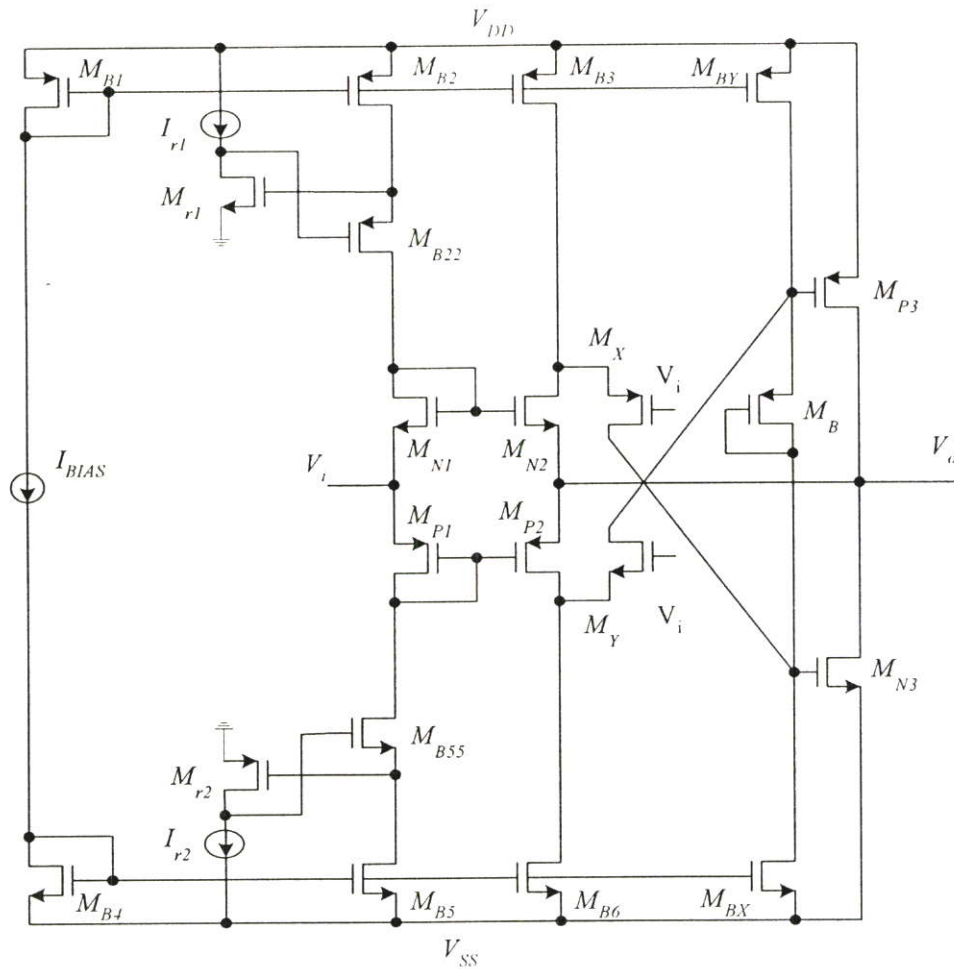 V_DD
M_B1
M_B2
M_B3
M_BY
I_r1
M_r1
M_B22
M_P3
M_X
V_i
M_B
M_N1
M_N2
I_BIAS
V_i
V_o
M_P1
M_P2
M_Y
V_i
M_N3
M_B55
M_r2
I_r2
M_B4
M_B5
M_B6
M_BX
V_SS